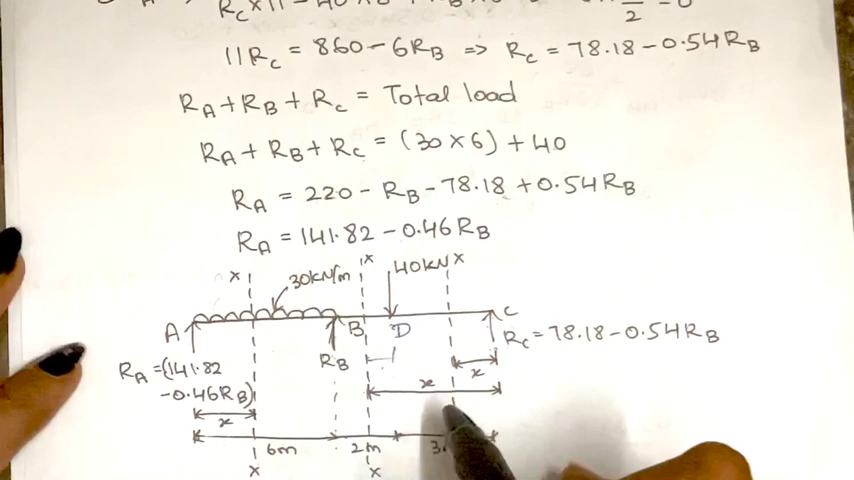 11R_C = 860 - 6R_B ⇒ R_C = 78.18 - 0.54R_B
R_A + R_B + R_C = Total load
R_A + R_B + R_C = (30 × 6) + 40
R_A = 220 - R_B - 78.18 + 0.54R_B
R_A = 141.82 - 0.46R_B
x 30kN/m x 40kN x
A B D C
R_A = (141.82 - 0.46R_B) R_B R_C = 78.18 - 0.54R_B
x x x
6m 2m 3
x x